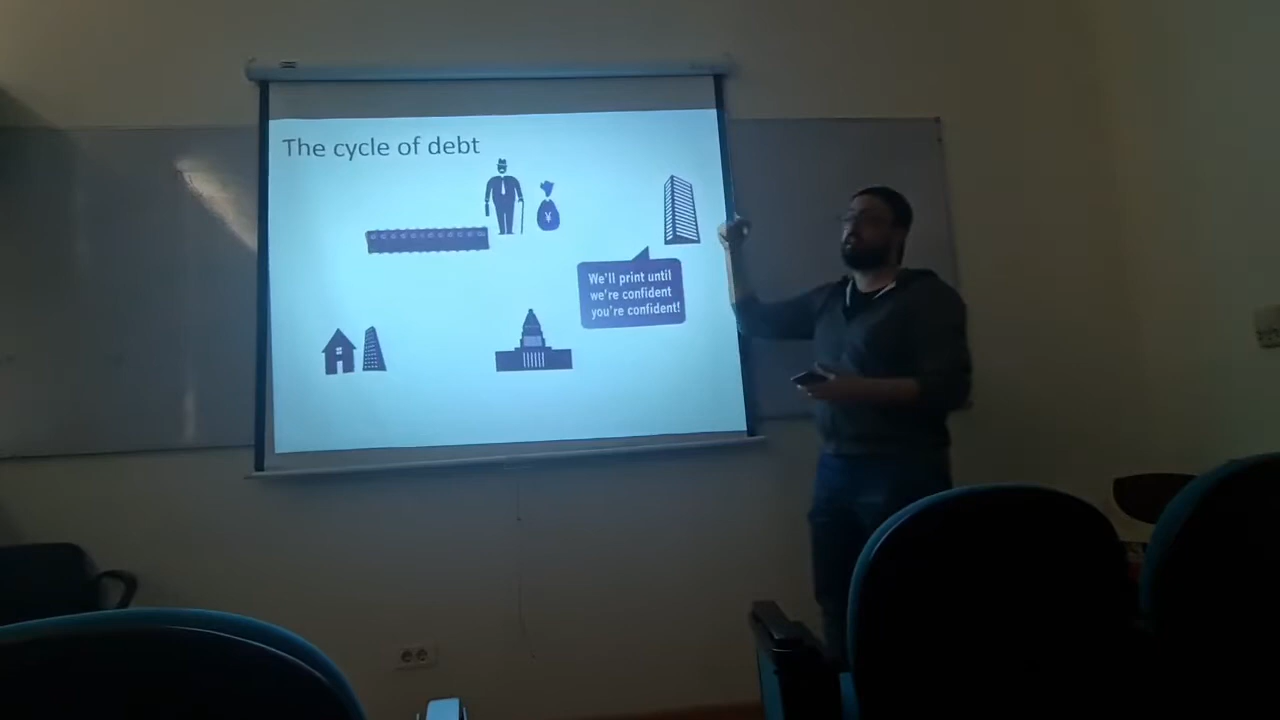 The cycle of debt
¥
We'll print until
we're confident
you're confident!